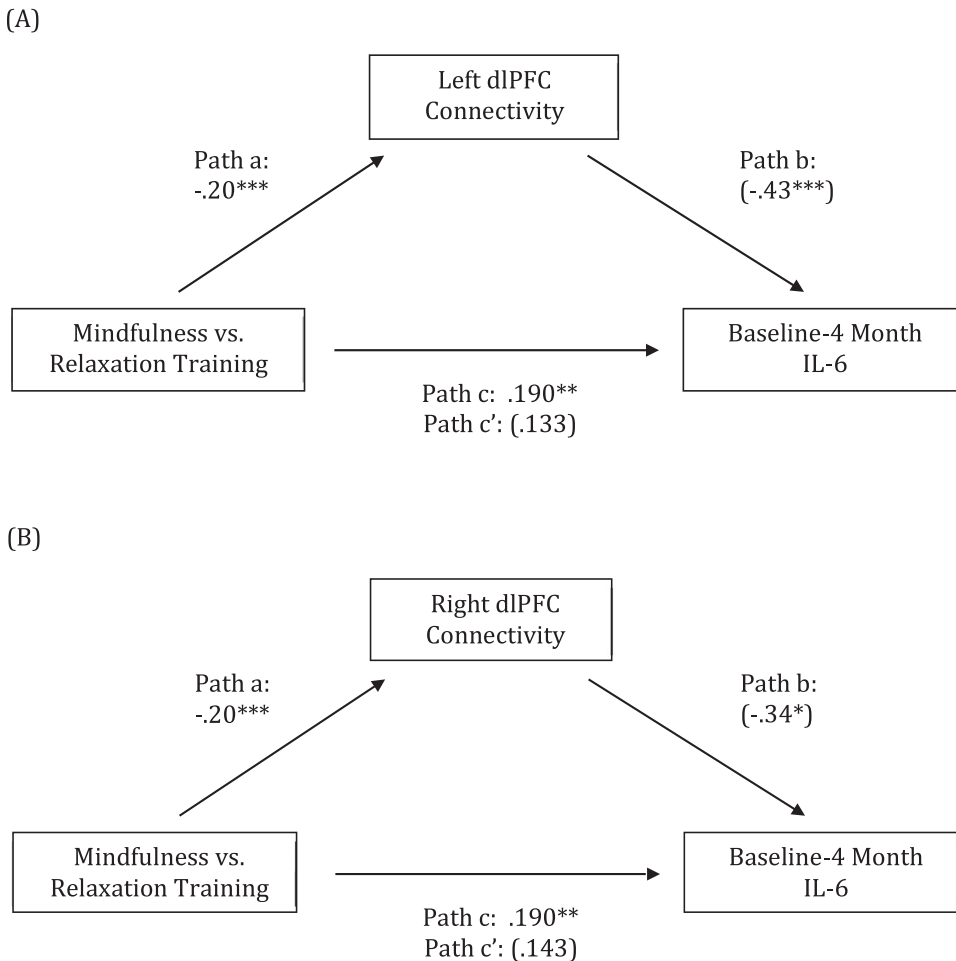 (A)
Left dlPFC
Connectivity
Path a:
-.20***
Path b:
(-.43***)
Mindfulness vs.
Relaxation Training
Baseline-4 Month
IL-6
Path c:  .190**
Path c’: (.133)
(B)
Right dlPFC
Connectivity
Path a:
-.20***
Path b:
(-.34*)
Mindfulness vs.
Relaxation Training
Baseline-4 Month
IL-6
Path c:  .190**
Path c’: (.143)